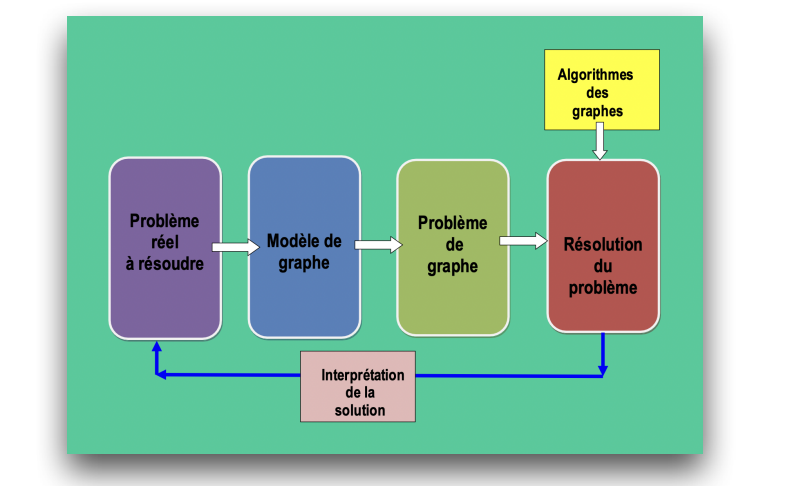 Algorithmes
des
graphes
Problème
réel
à résoudre
Modèle de
graphe
Problème
de
graphe
Résolution
du
problème
Interprétation
de la
solution